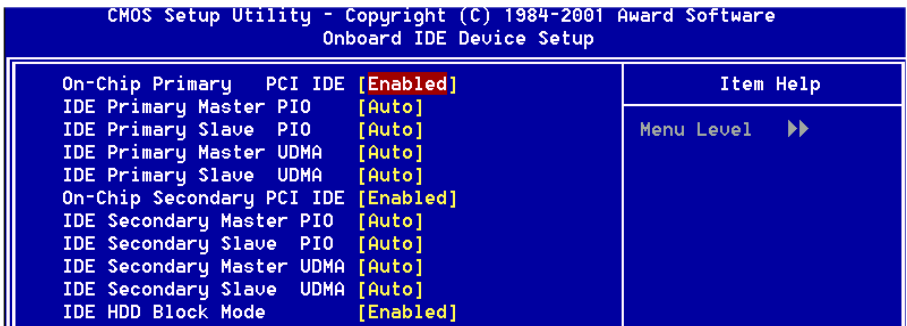 CMOS Setup Utility - Copyright (C) 1984-2001 Award Software
Onboard IDE Device Setup
On-Chip Primary PCI IDE [Enabled]
IDE Primary Master PIO [Auto]
IDE Primary Slave PIO [Auto]
IDE Primary Master UDMA [Auto]
IDE Primary Slave UDMA [Auto]
On-Chip Secondary PCI IDE [Enabled]
IDE Secondary Master PIO [Auto]
IDE Secondary Slave PIO [Auto]
IDE Secondary Master UDMA [Auto]
IDE Secondary Slave UDMA [Auto]
IDE HDD Block Mode [Enabled]
Item Help
Menu Level